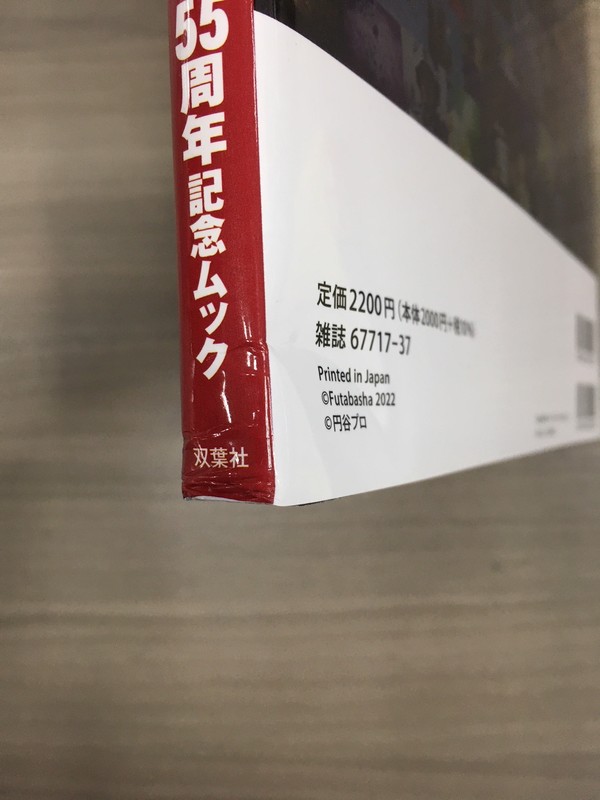 55周年記念ムック
双葉社
定価2200円(本体2000円+税10%)
雑誌 67717-37
Printed in Japan
©Futabasha 2022
©円谷プロ